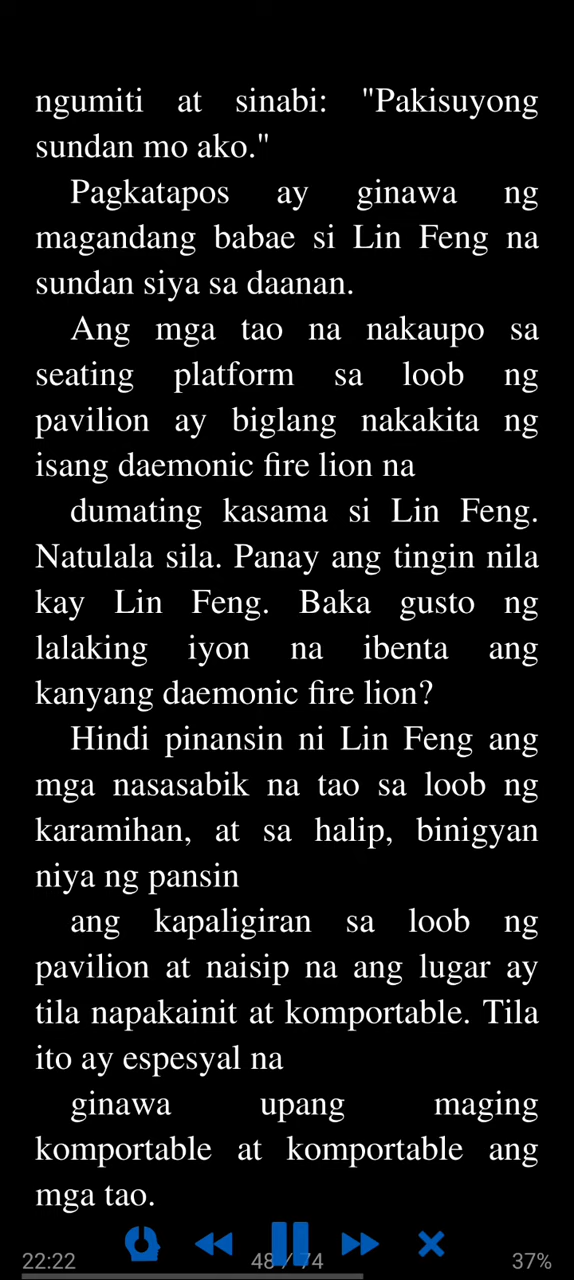 ngumiti at sinabi: "Pakisuyong
sundan mo ako."
Pagkatapos ay ginawa ng
magandang babae si Lin Feng na
sundan siya sa daanan.
Ang mga tao na nakaupo sa
seating platform sa loob ng
pavilion ay biglang nakakita ng
isang daemonic fire lion na
dumating kasama si Lin Feng.
Natulala sila. Panay ang tingin nila
kay Lin Feng. Baka gusto ng
lalaking iyon na ibenta ang
kanyang daemonic fire lion?
Hindi pinansin ni Lin Feng ang
mga nasasabik na tao sa loob ng
karamihan, at sa halip, binigyan
niya ng pansin
ang kapaligiran sa loob ng
pavilion at naisip na ang lugar ay
tila napakainit at komportable. Tila
ito ay espesyal na
ginawa upang maging
komportable at komportable ang
mga tao.
22:22 48 / 74 37%